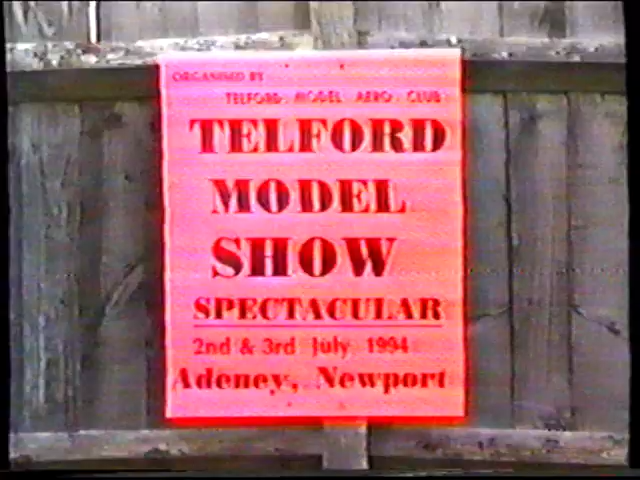 ORGANISED BY
TELFORD MODEL AERO CLUB
TELFORD
MODEL
SHOW
SPECTACULAR
2nd & 3rd July 1994
Adeney, Newport